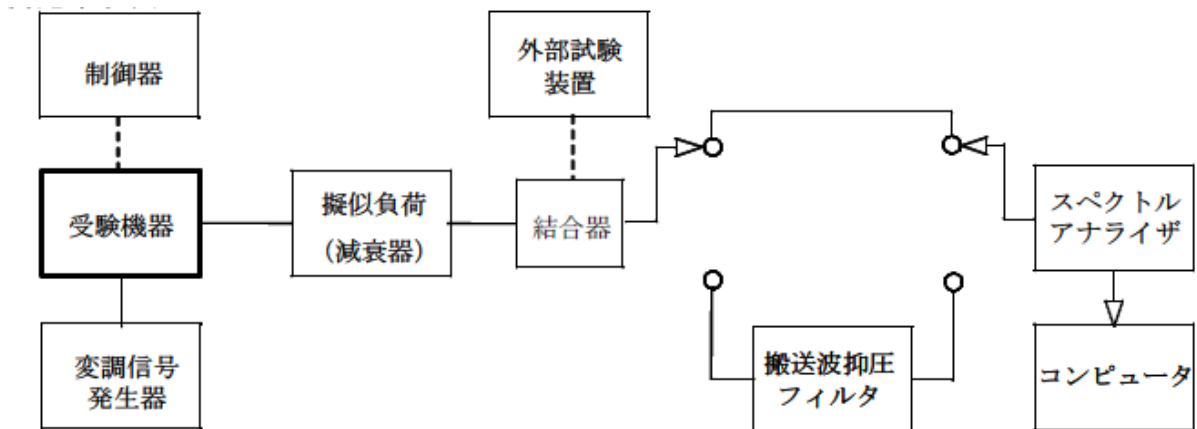 制御器
外部試験
装置
受験機器
擬似負荷
（減衰器）
結合器
スペクトル
アナライザ
変調信号
発生器
搬送波抑圧
フィルタ
コンピュータ